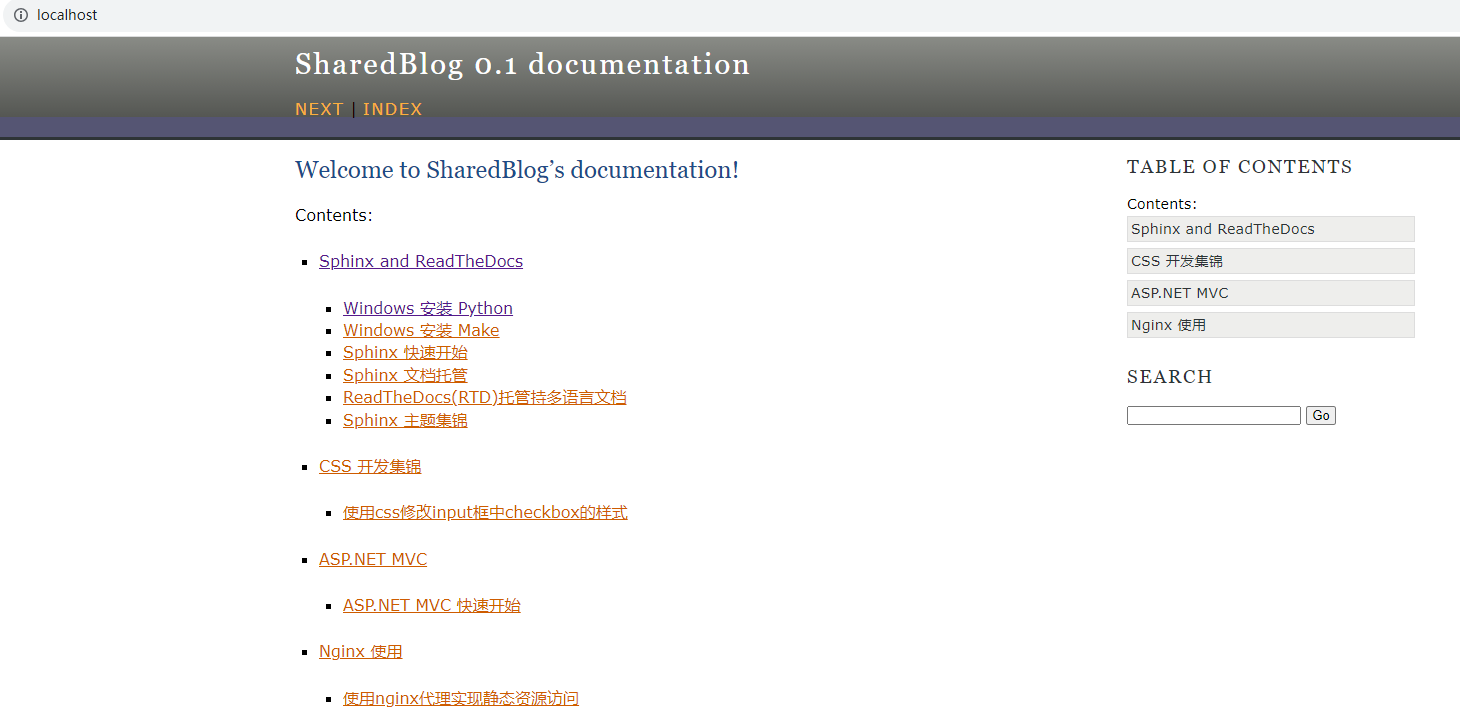 localhost
SharedBlog 0.1 documentation
NEXT | INDEX
Welcome to SharedBlog’s documentation!
Contents:
Sphinx and ReadTheDocs
Windows 安装 Python
Windows 安装 Make
Sphinx 快速开始
Sphinx 文档托管
ReadTheDocs(RTD)托管持多语言文档
Sphinx 主题集锦
CSS 开发集锦
使用css修改input框中checkbox的样式
ASP.NET MVC
ASP.NET MVC 快速开始
Nginx 使用
使用nginx代理实现静态资源访问
TABLE OF CONTENTS
Contents:
Sphinx and ReadTheDocs
CSS 开发集锦
ASP.NET MVC
Nginx 使用
SEARCH
Go